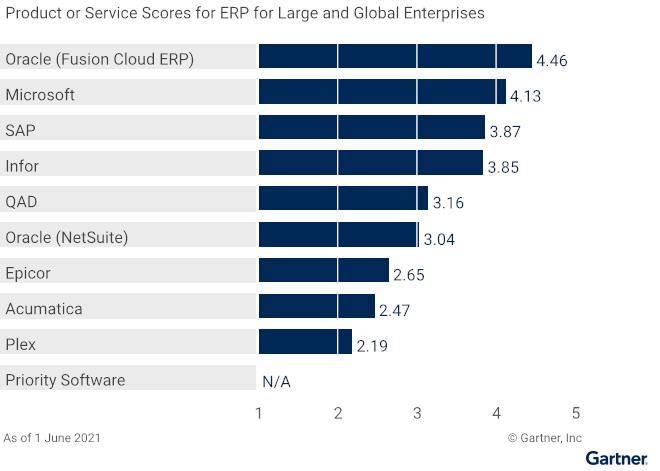 Product or Service Scores for ERP for Large and Global Enterprises
Oracle (Fusion Cloud ERP) 4.46
Microsoft 4.13
SAP 3.87
Infor 3.85
QAD 3.16
Oracle (NetSuite) 3.04
Epicor 2.65
Acumatica 2.47
Plex 2.19
Priority Software N/A
1 2 3 4 5
As of 1 June 2021 © Gartner, Inc
Gartner